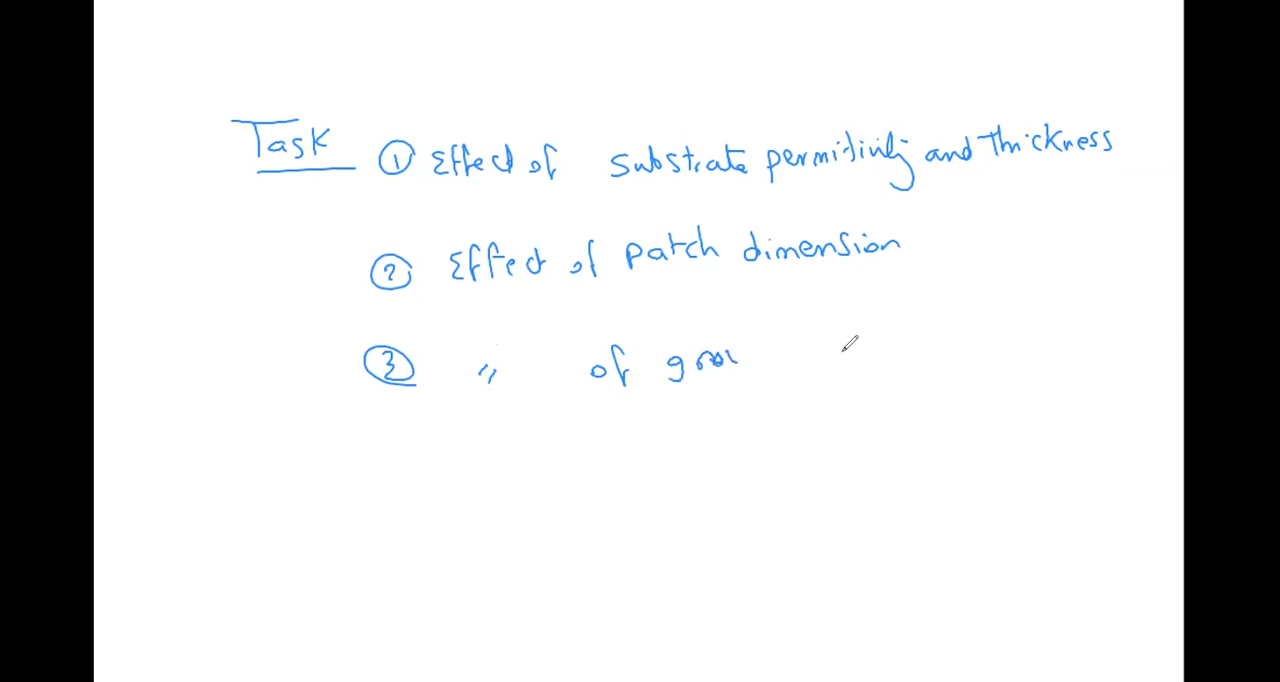 Task ① Effect of substrate permitivity and thickness
② Effect of patch dimension
③ " of